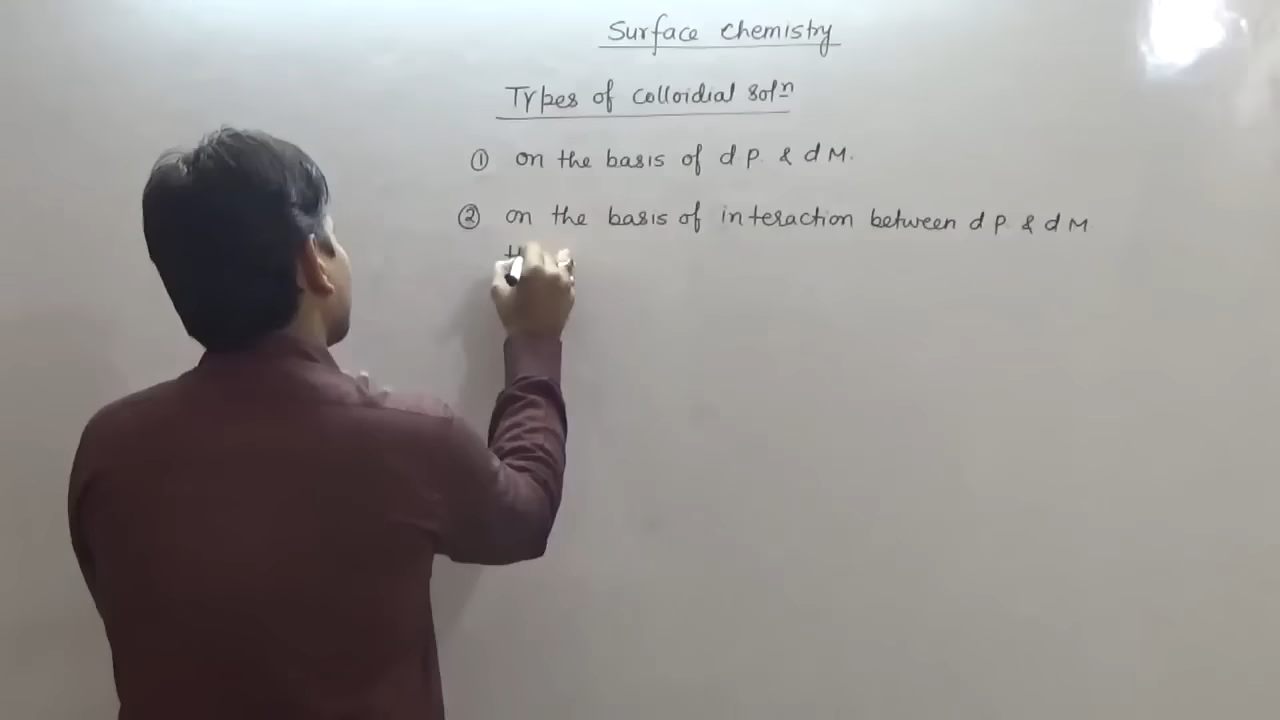 Surface chemistry
Types of colloidial solⁿ
① on the basis of d P. & d M.
② on the basis of interaction between d P. & d M